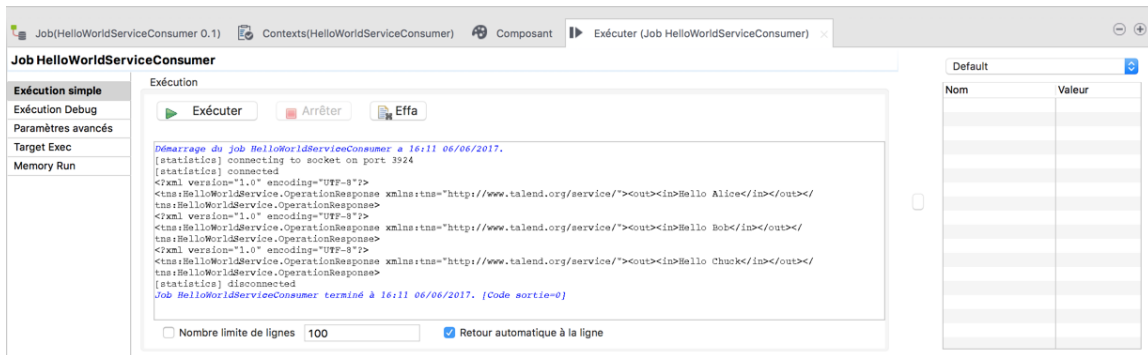 Job(HelloWorldServiceConsumer 0.1) Contexts(HelloWorldServiceConsumer) Composant Exécuter (Job HelloWorldServiceConsumer)
Job HelloWorldServiceConsumer
Exécution simple
Exécution Debug
Paramètres avancés
Target Exec
Memory Run
Exécution
Exécuter Arrêter Effa
Démarrage du job HelloWorldServiceConsumer a 16:11 06/06/2017.
[statistics] connecting to socket on port 3924
[statistics] connected
<?xml version="1.0" encoding="UTF-8"?>
<tns:HelloWorldService.OperationResponse xmlns:tns="http://www.talend.org/service/"><out><in>Hello Alice</in></out></
tns:HelloWorldService.OperationResponse>
<?xml version="1.0" encoding="UTF-8"?>
<tns:HelloWorldService.OperationResponse xmlns:tns="http://www.talend.org/service/"><out><in>Hello Bob</in></out></
tns:HelloWorldService.OperationResponse>
<?xml version="1.0" encoding="UTF-8"?>
<tns:HelloWorldService.OperationResponse xmlns:tns="http://www.talend.org/service/"><out><in>Hello Chuck</in></out></
tns:HelloWorldService.OperationResponse>
[statistics] disconnected
Job HelloWorldServiceConsumer terminé à 16:11 06/06/2017. [Code sortie=0]
Nombre limite de lignes 100 Retour automatique à la ligne
Default
Nom Valeur